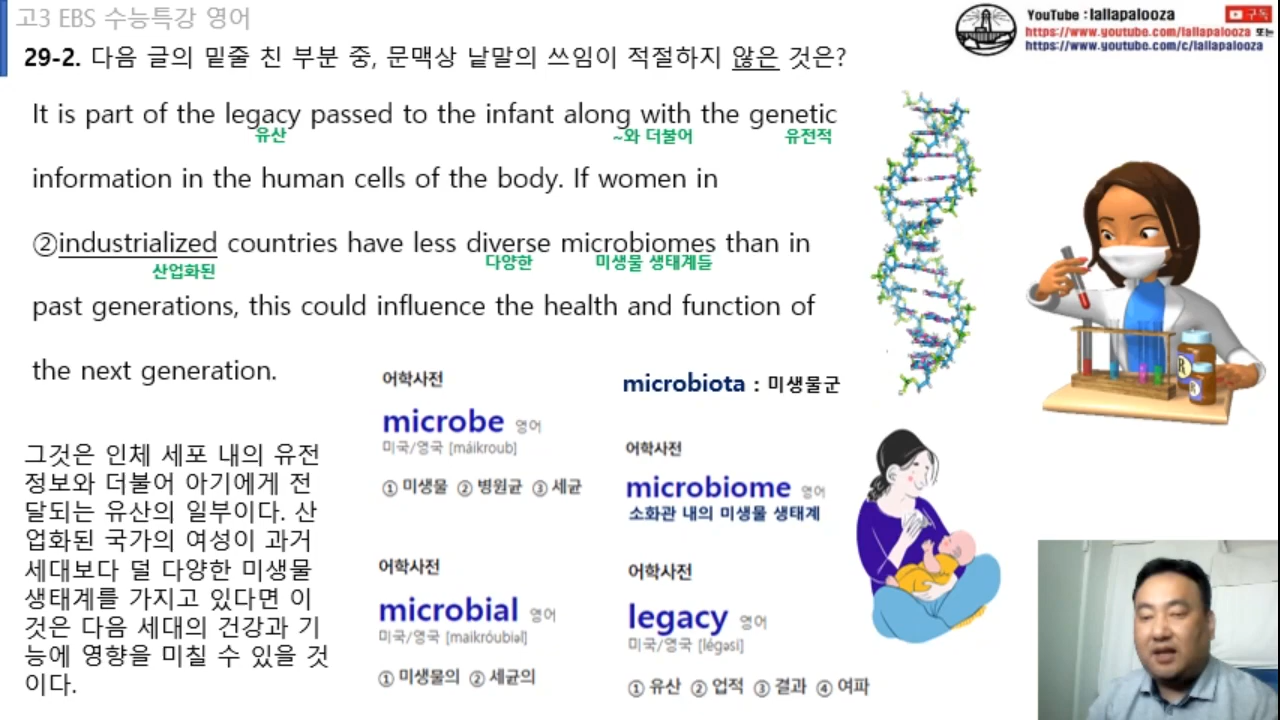 고3 EBS 수능특강 영어
YouTube : lallapalooza
구독
https://www.youtube.com/lallapalooza 또는
https://www.youtube.com/c/lallapalooza
29-2. 다음 글의 밑줄 친 부분 중, 문맥상 낱말의 쓰임이 적절하지 않은 것은?
It is part of the legacy passed to the infant along with the genetic
유산 ~와 더불어 유전적
information in the human cells of the body. If women in
②industrialized countries have less diverse microbiomes than in
산업화된 다양한 미생물 생태계들
past generations, this could influence the health and function of
the next generation.
그것은 인체 세포 내의 유전
정보와 더불어 아기에게 전
달되는 유산의 일부이다. 산
업화된 국가의 여성이 과거
세대보다 덜 다양한 미생물
생태계를 가지고 있다면 이
것은 다음 세대의 건강과 기
능에 영향을 미칠 수 있을 것
이다.
어학사전
microbe 영어
미국/영국 [máikroub]
① 미생물 ② 병원균 ③ 세균
어학사전
microbial 영어
미국/영국 [maikróubiəl]
① 미생물의 ② 세균의
microbiota : 미생물군
어학사전
microbiome 영어
소화관 내의 미생물 생태계
어학사전
legacy 영어
미국/영국 [légəsi]
① 유산 ② 업적 ③ 결과 ④ 여파